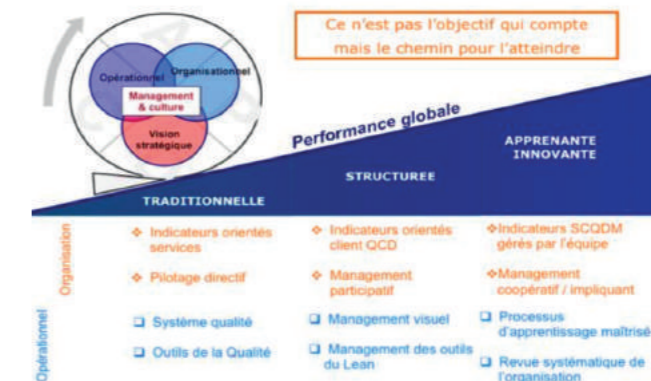 Ce n'est pas l'objectif qui compte
mais le chemin pour l'atteindre
Opérationnel
Organisationnel
Management
& culture
Vision
stratégique
Performance globale
TRADITIONNELLE
STRUCTUREE
APPRENANTE
INNOVANTE
Organisation
❖ Indicateurs orientés
services
❖ Pilotage directif
❖ Indicateurs orientés
client QCD
❖ Management
participatif
❖Indicateurs SCQDM
gérés par l'équipe
❖Management
coopératif / impliquant
Opérationnel
❑ Système qualité
❑ Outils de la Qualité
❑ Management visuel
❑ Management des outils
du Lean
❑ Processus
d'apprentissage maîtrisé
❑ Revue systématique de
l'organisation